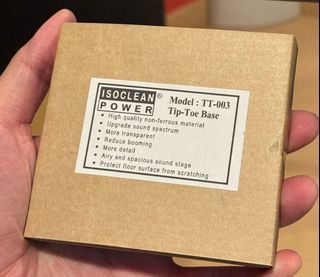 ISOCLEAN®
POWER
Model : TT-003
Tip-Toe Base
• High quality non-ferrous material
• Upgrade sound spectrum
• More transparent
• Reduce booming
• More detail
• Airy and spacious sound stage
• Protect floor surface from scratching